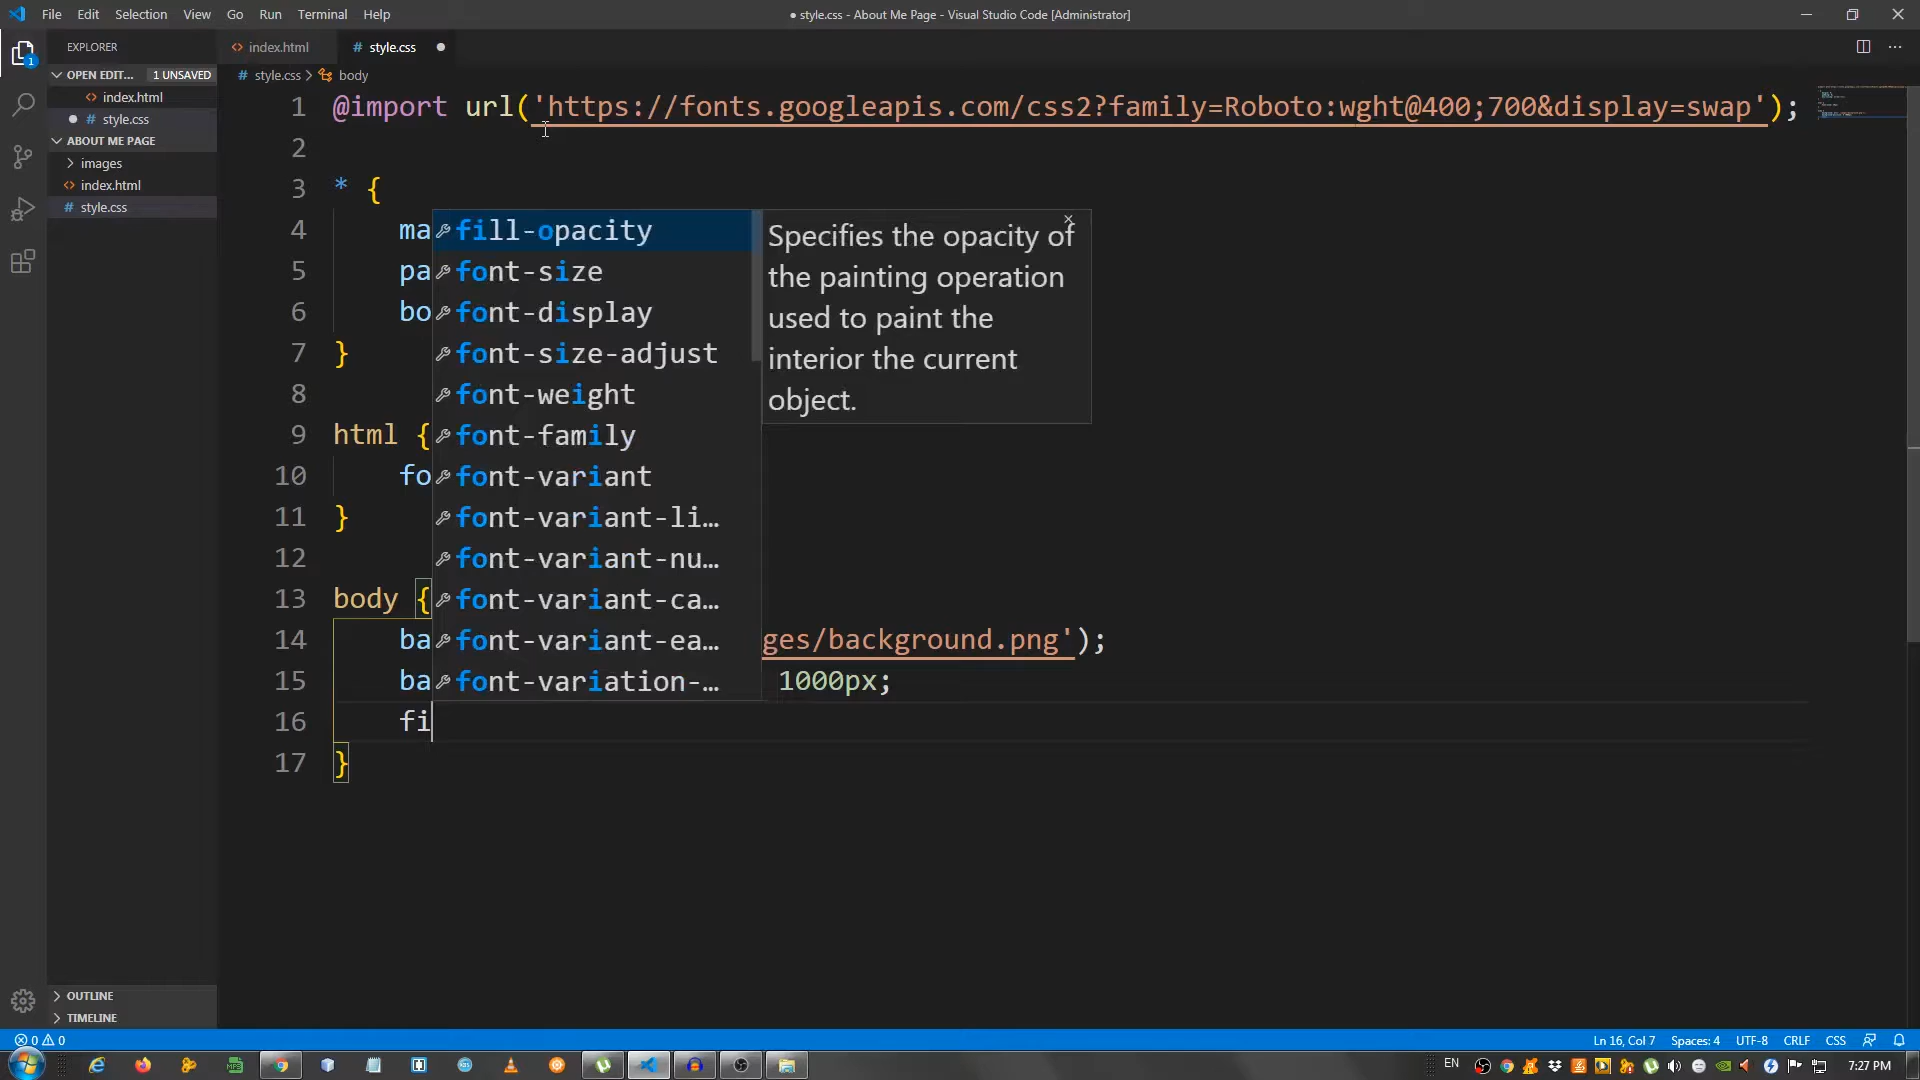 File Edit Selection View Go Run Terminal Help
● style.css - About Me Page - Visual Studio Code [Administrator]
EXPLORER
index.html
style.css
OPEN EDIT... 1 UNSAVED
style.css > body
index.html
style.css
ABOUT ME PAGE
images
index.html
style.css
1 @import url('https://fonts.googleapis.com/css2?family=Roboto:wght@400;700&display=swap');
2
3 * {
4 ma
5 pa
6 bo
7 }
8
9 html {
10 fo
11 }
12
13 body {
14 ba ges/background.png');
15 ba 1000px;
16 fi
17 }
fill-opacity
font-size
font-display
font-size-adjust
font-weight
font-family
font-variant
font-variant-li...
font-variant-nu...
font-variant-ca...
font-variant-ea...
font-variation-...
Specifies the opacity of
the painting operation
used to paint the
interior the current
object.
OUTLINE
TIMELINE
0 0
Ln 16, Col 7 Spaces: 4 UTF-8 CRLF CSS
EN
7:27 PM